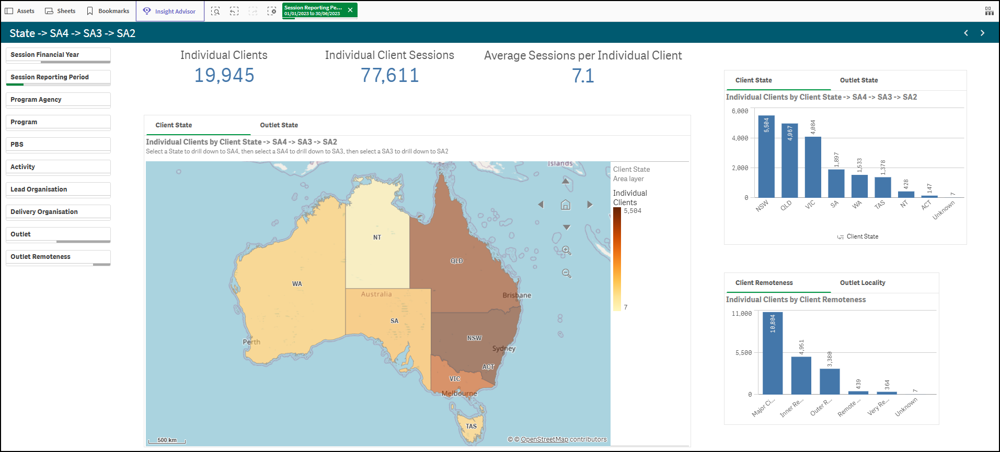 Assets
Sheets
Bookmarks
Insight Advisor
Session Reporting Pe...
01/01/2023 to 30/06/2023
State -> SA4 -> SA3 -> SA2
Session Financial Year
Session Reporting Period
Program Agency
Program
PBS
Activity
Lead Organisation
Delivery Organisation
Outlet
Outlet Remoteness
Individual Clients
19,945
Individual Client Sessions
77,611
Average Sessions per Individual Client
7.1
Client State
Outlet State
Individual Clients by Client State -> SA4 -> SA3 -> SA2
Select a State to drill down to SA4, then select a SA4 to drill down to SA3, then select a SA3 to drill down to SA2
Islands
NT
QLD
WA
Australia
Brisbane
SA
NSW
Perth
Sydney
ACT
VIC
Melbourne
TAS
500 km
© © OpenStreetMap contributors
Client State
Area layer
Individual
Clients
5,504
7
Client State
Outlet State
Individual Clients by Client State -> SA4 -> SA3 -> SA2
6,000
4,000
2,000
0
5,504
4,967
4,084
1,897
1,533
1,378
428
147
7
NSW
QLD
VIC
SA
WA
TAS
NT
ACT
Unknown
Client State
Client Remoteness
Outlet Locality
Individual Clients by Client Remoteness
11,000
5,500
0
10,804
4,951
3,380
439
364
7
Major Ci...
Inner Re...
Outer R...
Remote ...
Very Re...
Unknown